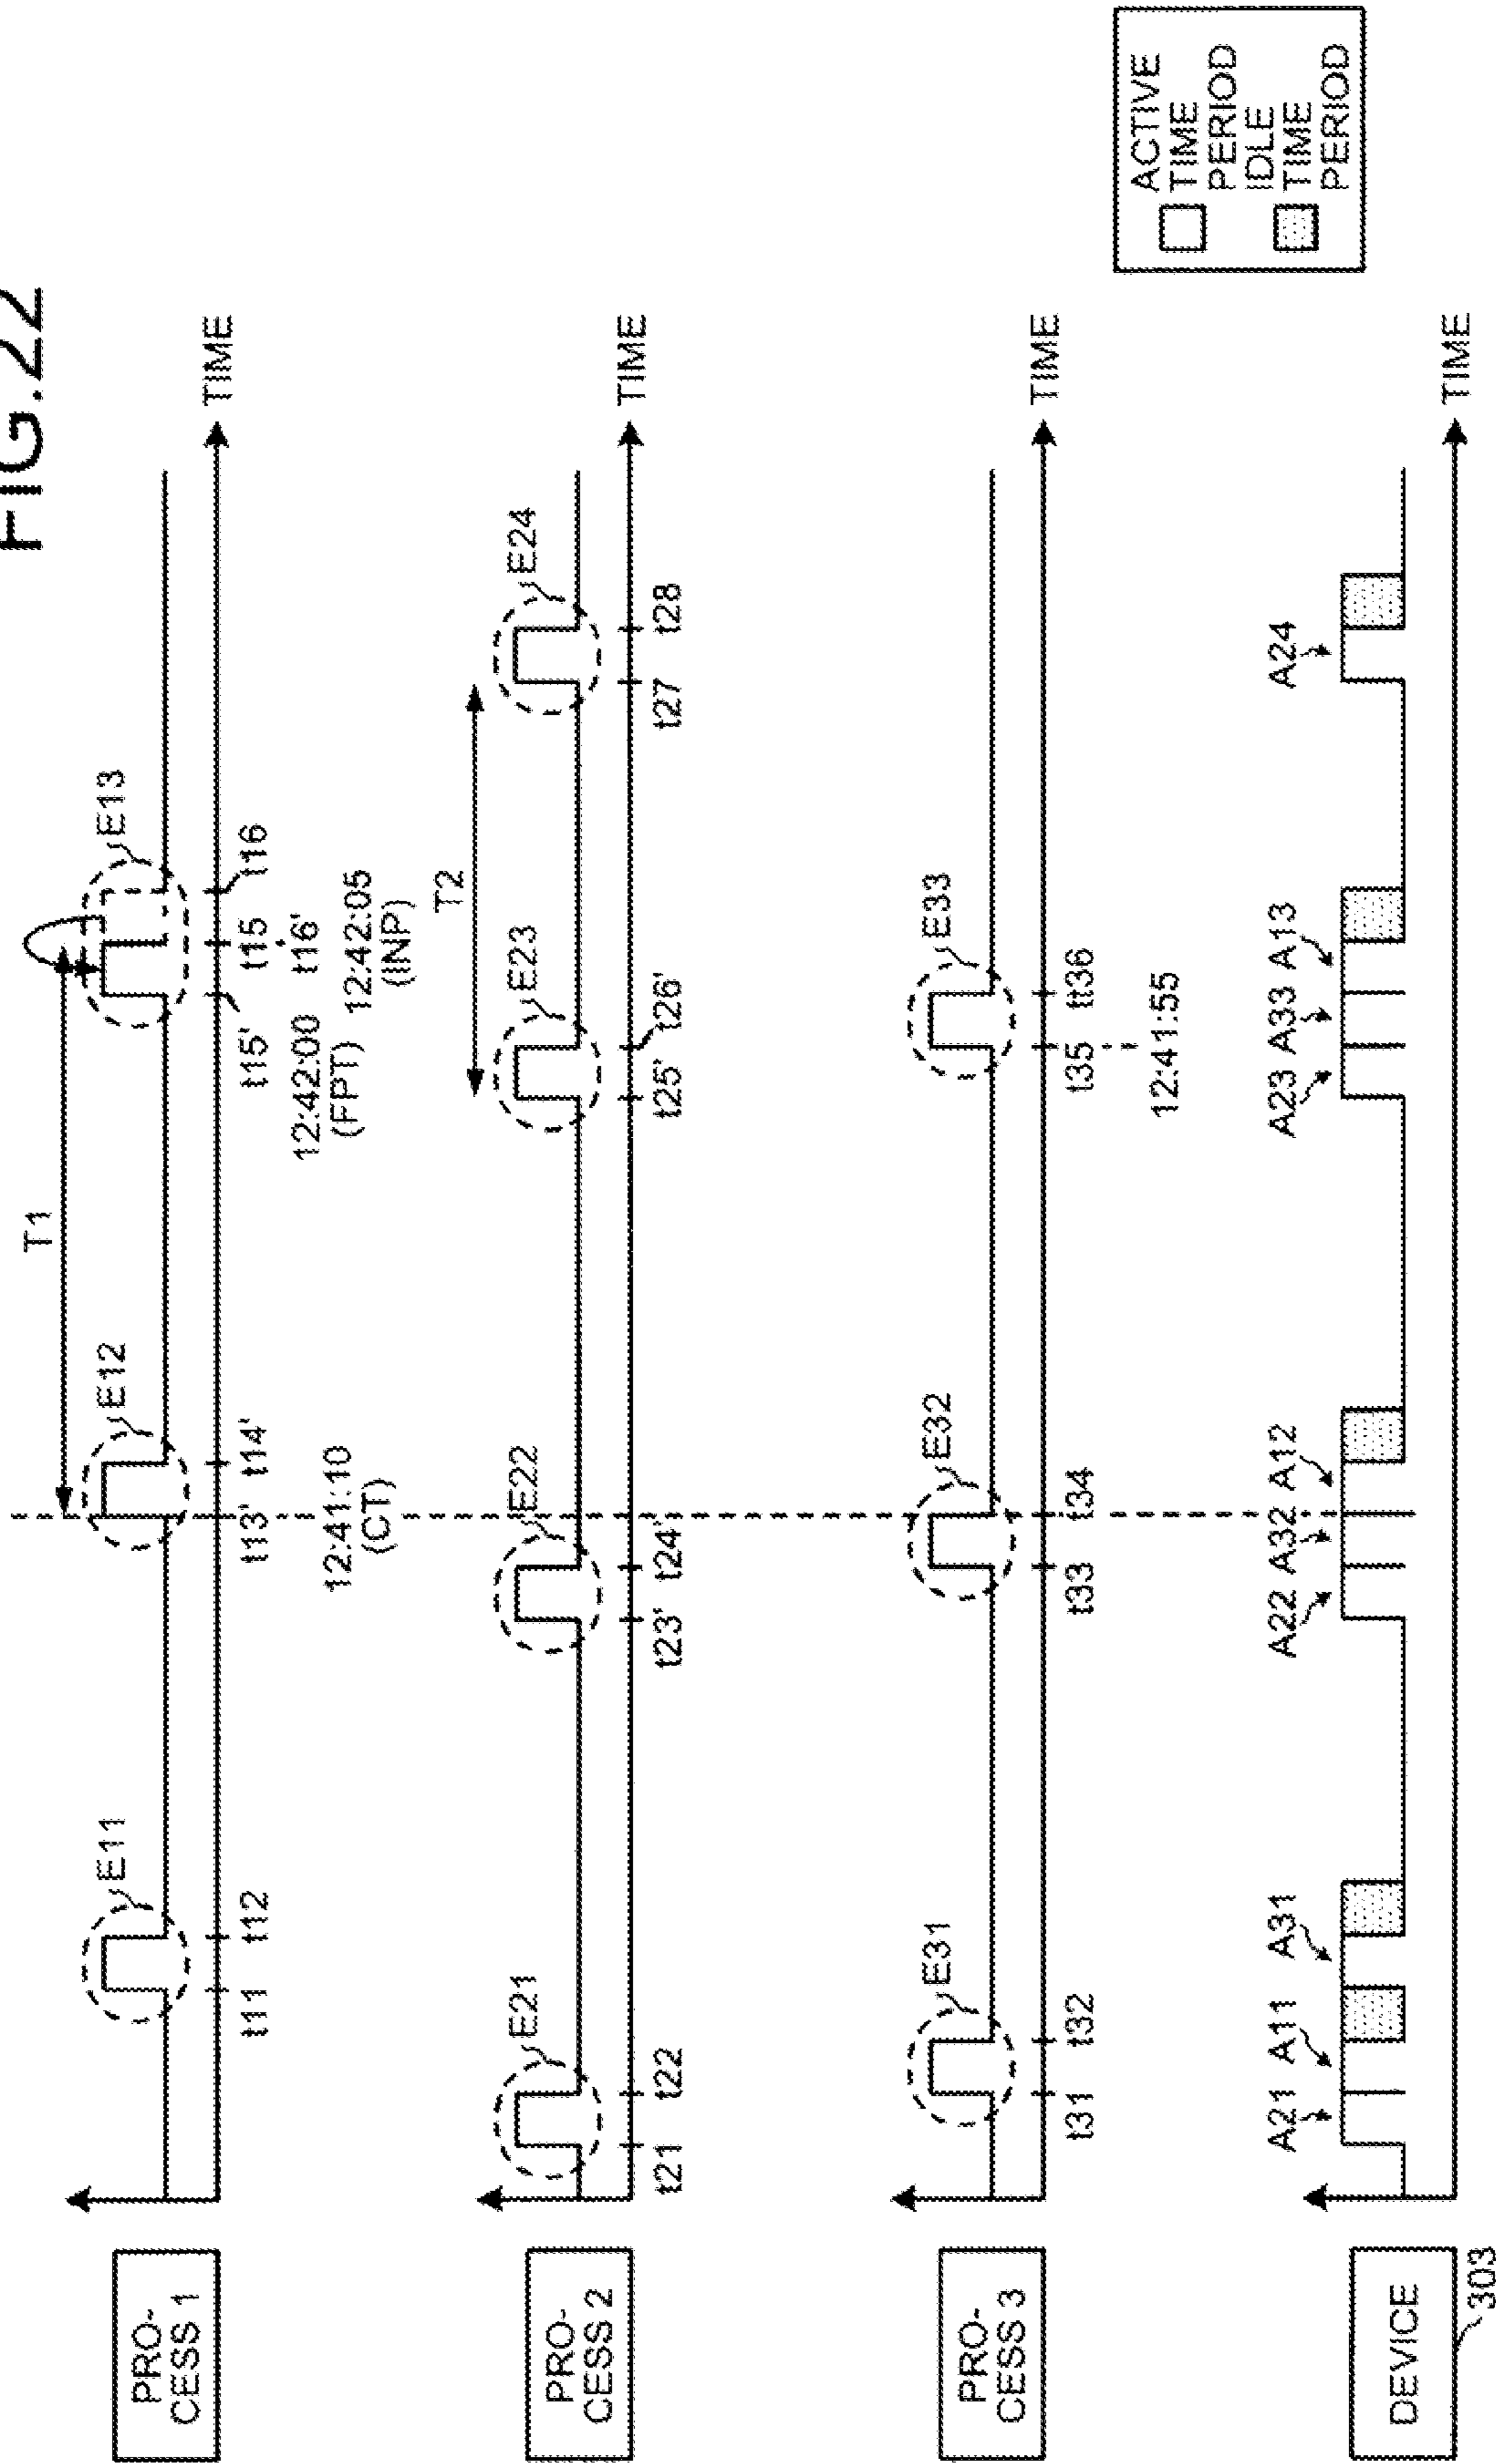 FIG.22
PRO-
CESS 1
T1
E11
E12
E13
t11
t12
t13'
t14'
t15'
t15
t16
t16'
12:41:10
(CT)
12:42:00
(FPT)
12:42:05
(INP)
TIME
PRO-
CESS 2
T2
E21
E22
E23
E24
t21
t22
t23'
t24'
t25'
t26'
t27
t28
TIME
PRO-
CESS 3
E31
E32
E33
t31
t32
t33
t34
t35
tt36
12:41:55
TIME
DEVICE
303
A21
A11
A31
A22
A32
A12
A23
A33
A13
A24
TIME
ACTIVE
TIME
PERIOD
IDLE
TIME
PERIOD